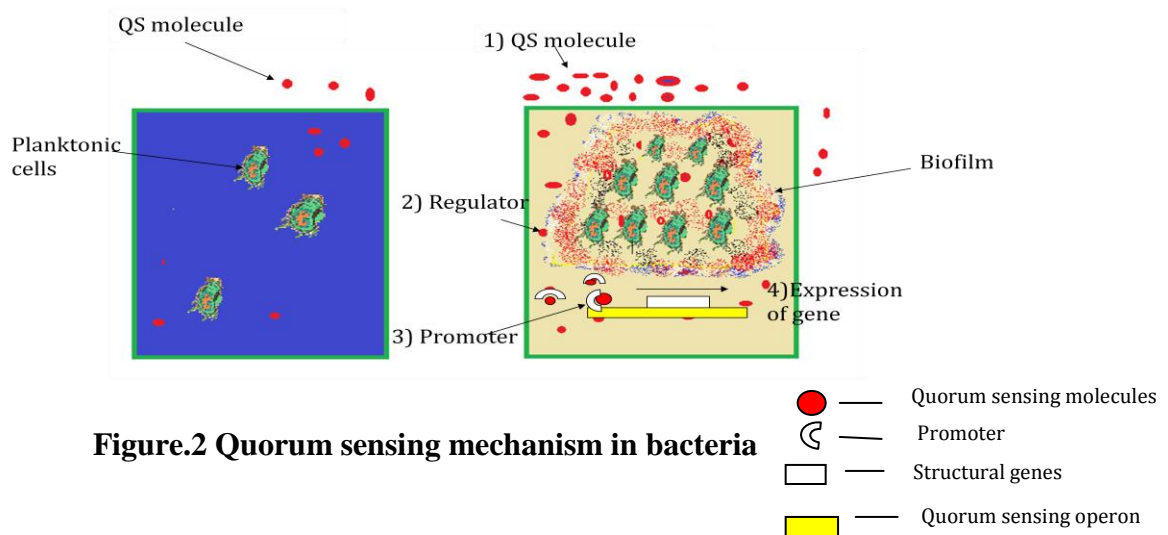 QS molecule
Planktonic
cells
1) QS molecule
Biofilm
2) Regulator
3) Promoter
4)Expression
of gene
Figure.2 Quorum sensing mechanism in bacteria
Quorum sensing molecules
Promoter
Structural genes
Quorum sensing operon